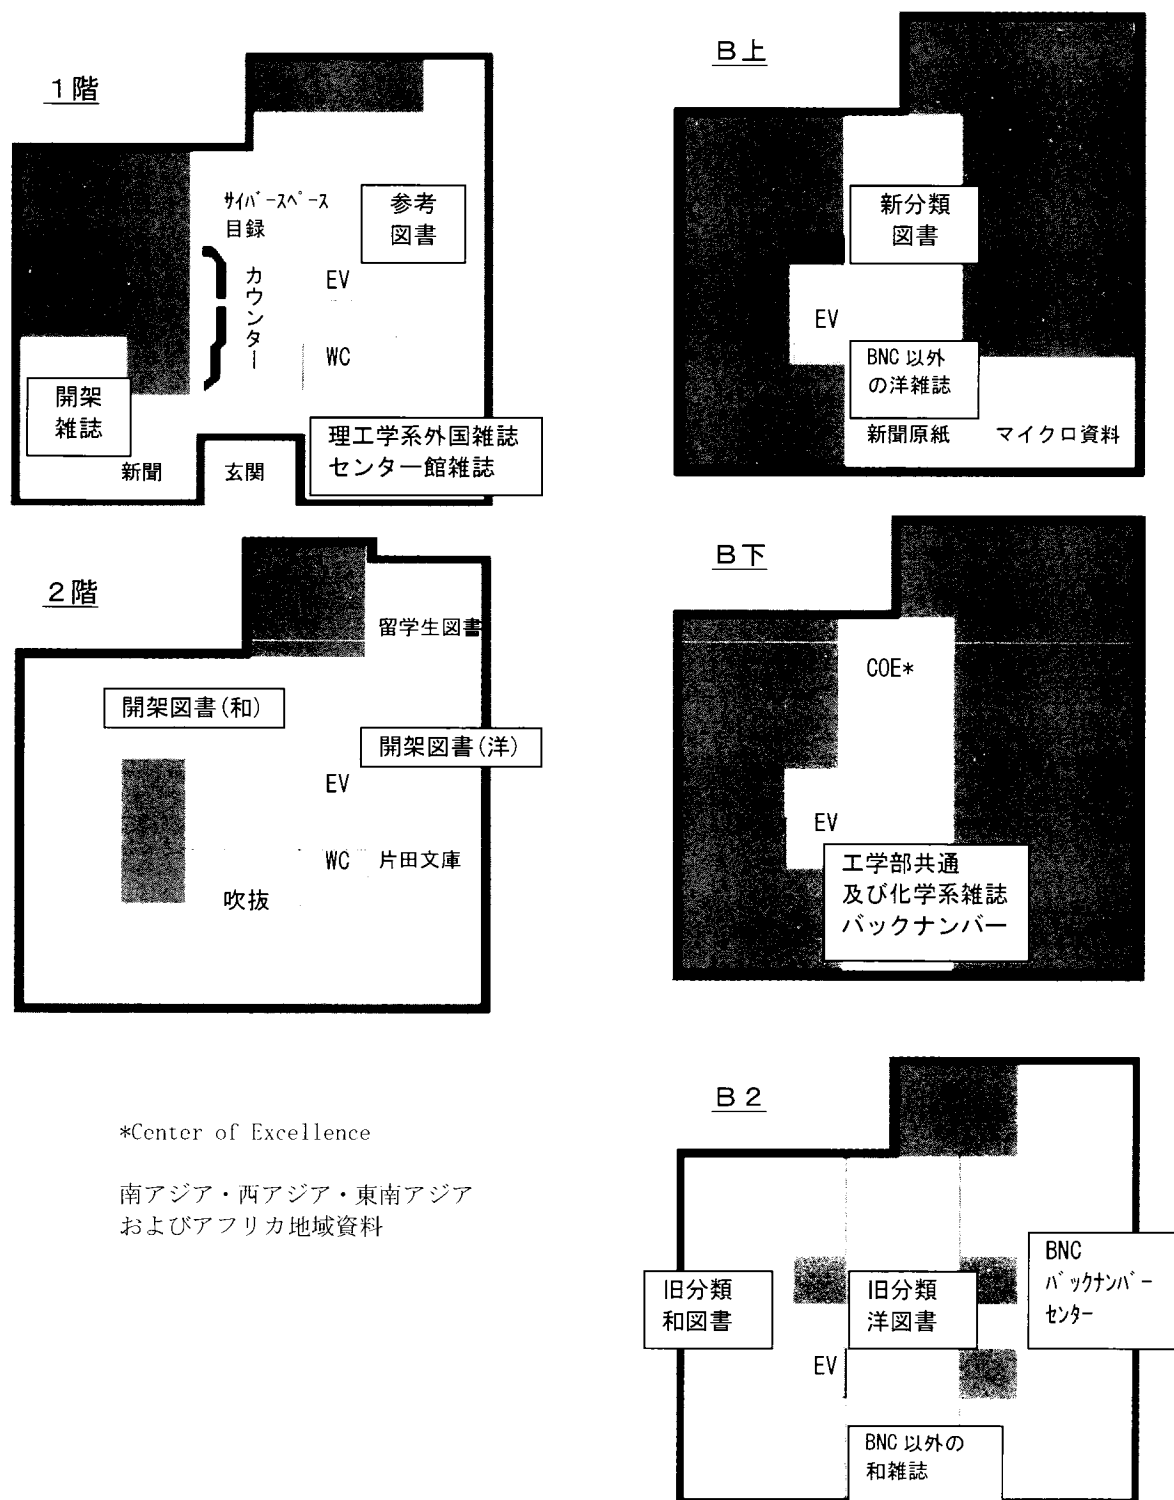 1階
サイバースペース
目録
参考
図書
カウンター
EV
WC
開架
雑誌
新聞
玄関
理工学系外国雑誌
センター館雑誌
2階
留学生図書
開架図書(和)
開架図書(洋)
EV
WC
片田文庫
吹抜
*Center of Excellence
南アジア・西アジア・東南アジア
およびアフリカ地域資料
B上
新分類
図書
EV
BNC以外
の洋雑誌
新聞原紙
マイクロ資料
B下
COE*
EV
工学部共通
及び化学系雑誌
バックナンバー
B2
旧分類
和図書
旧分類
洋図書
BNC
バックナンバー
センター
EV
BNC以外の
和雑誌